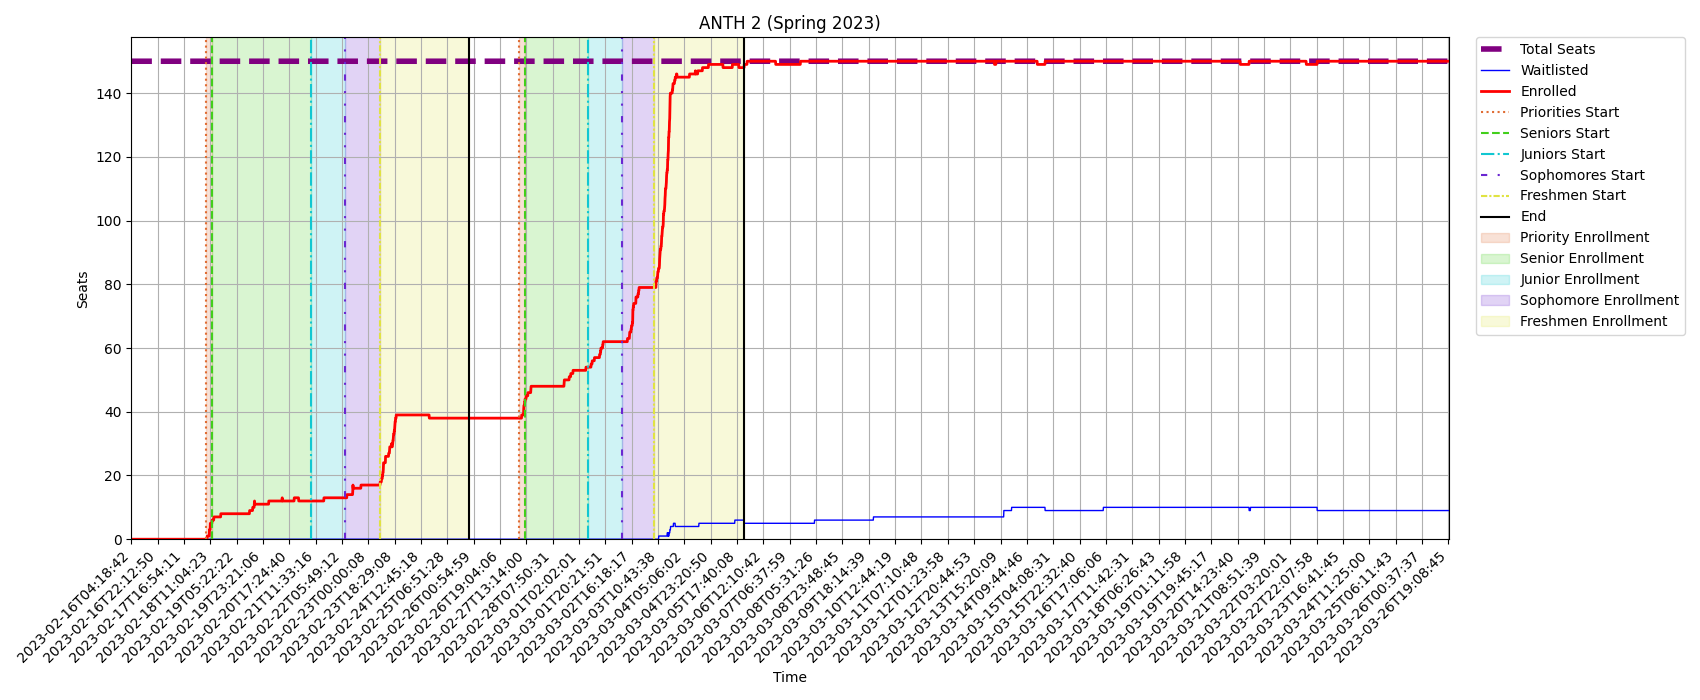 ANTH 2 (Spring 2023)
Seats
140
120
100
80
60
40
20
0
2023-02-16T04:18:42
2023-02-16T22:12:50
2023-02-17T16:54:11
2023-02-18T11:04:23
2023-02-19T05:22:22
2023-02-19T23:21:06
2023-02-20T17:24:40
2023-02-21T11:33:16
2023-02-22T05:49:12
2023-02-23T00:00:08
2023-02-23T18:29:08
2023-02-24T12:45:18
2023-02-25T06:51:28
2023-02-26T00:54:59
2023-02-26T19:04:06
2023-02-27T13:14:00
2023-02-28T07:50:31
2023-03-01T02:02:01
2023-03-01T20:21:51
2023-03-02T16:18:17
2023-03-03T10:43:38
2023-03-04T05:06:02
2023-03-04T23:20:50
2023-03-05T17:40:05
2023-03-06T12:10:42
2023-03-07T06:37:59
2023-03-08T05:31:26
2023-03-08T23:48:45
2023-03-09T18:14:39
2023-03-10T12:44:19
2023-03-11T07:10:48
2023-03-12T01:23:58
2023-03-12T20:44:53
2023-03-13T15:20:09
2023-03-14T09:44:46
2023-03-15T04:08:31
2023-03-15T22:32:40
2023-03-16T17:06:06
2023-03-17T11:42:31
2023-03-18T06:26:43
2023-03-19T01:11:58
2023-03-19T19:45:17
2023-03-20T14:23:40
2023-03-21T08:51:39
2023-03-22T03:20:01
2023-03-22T22:07:58
2023-03-23T16:41:45
2023-03-24T11:25:00
2023-03-25T06:11:43
2023-03-26T00:37:37
2023-03-26T19:08:45
Time
Total Seats
Waitlisted
Enrolled
Priorities Start
Seniors Start
Juniors Start
Sophomores Start
Freshmen Start
End
Priority Enrollment
Senior Enrollment
Junior Enrollment
Sophomore Enrollment
Freshmen Enrollment